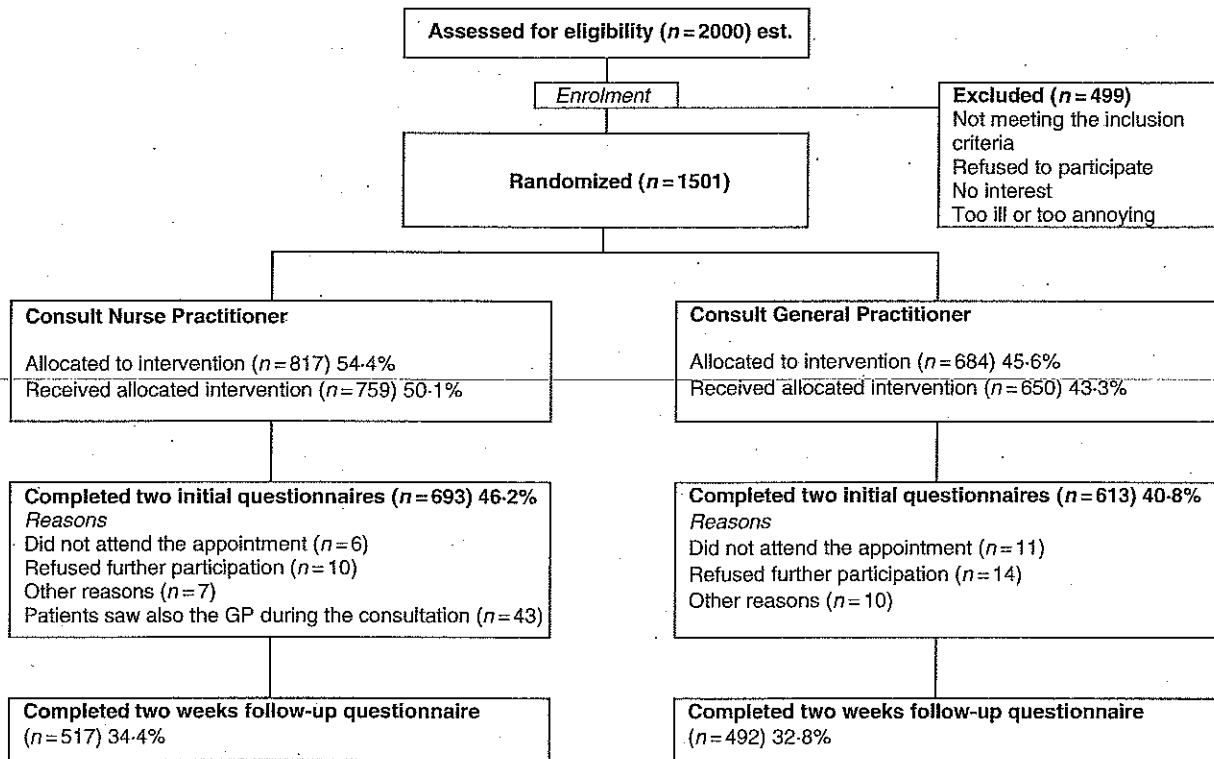 Assessed for eligibility (n=2000) est.
Enrolment
Excluded (n=499)
Not meeting the inclusion
criteria
Refused to participate
No interest
Too ill or too annoying
Randomized (n=1501)
Consult Nurse Practitioner
Allocated to intervention (n=817) 54·4%
Received allocated intervention (n=759) 50·1%
Consult General Practitioner
Allocated to intervention (n=684) 45·6%
Received allocated intervention (n=650) 43·3%
Completed two initial questionnaires (n=693) 46·2%
Reasons
Did not attend the appointment (n=6)
Refused further participation (n=10)
Other reasons (n=7)
Patients saw also the GP during the consultation (n=43)
Completed two initial questionnaires (n=613) 40·8%
Reasons
Did not attend the appointment (n=11)
Refused further participation (n=14)
Other reasons (n=10)
Completed two weeks follow-up questionnaire
(n=517) 34·4%
Completed two weeks follow-up questionnaire
(n=492) 32·8%